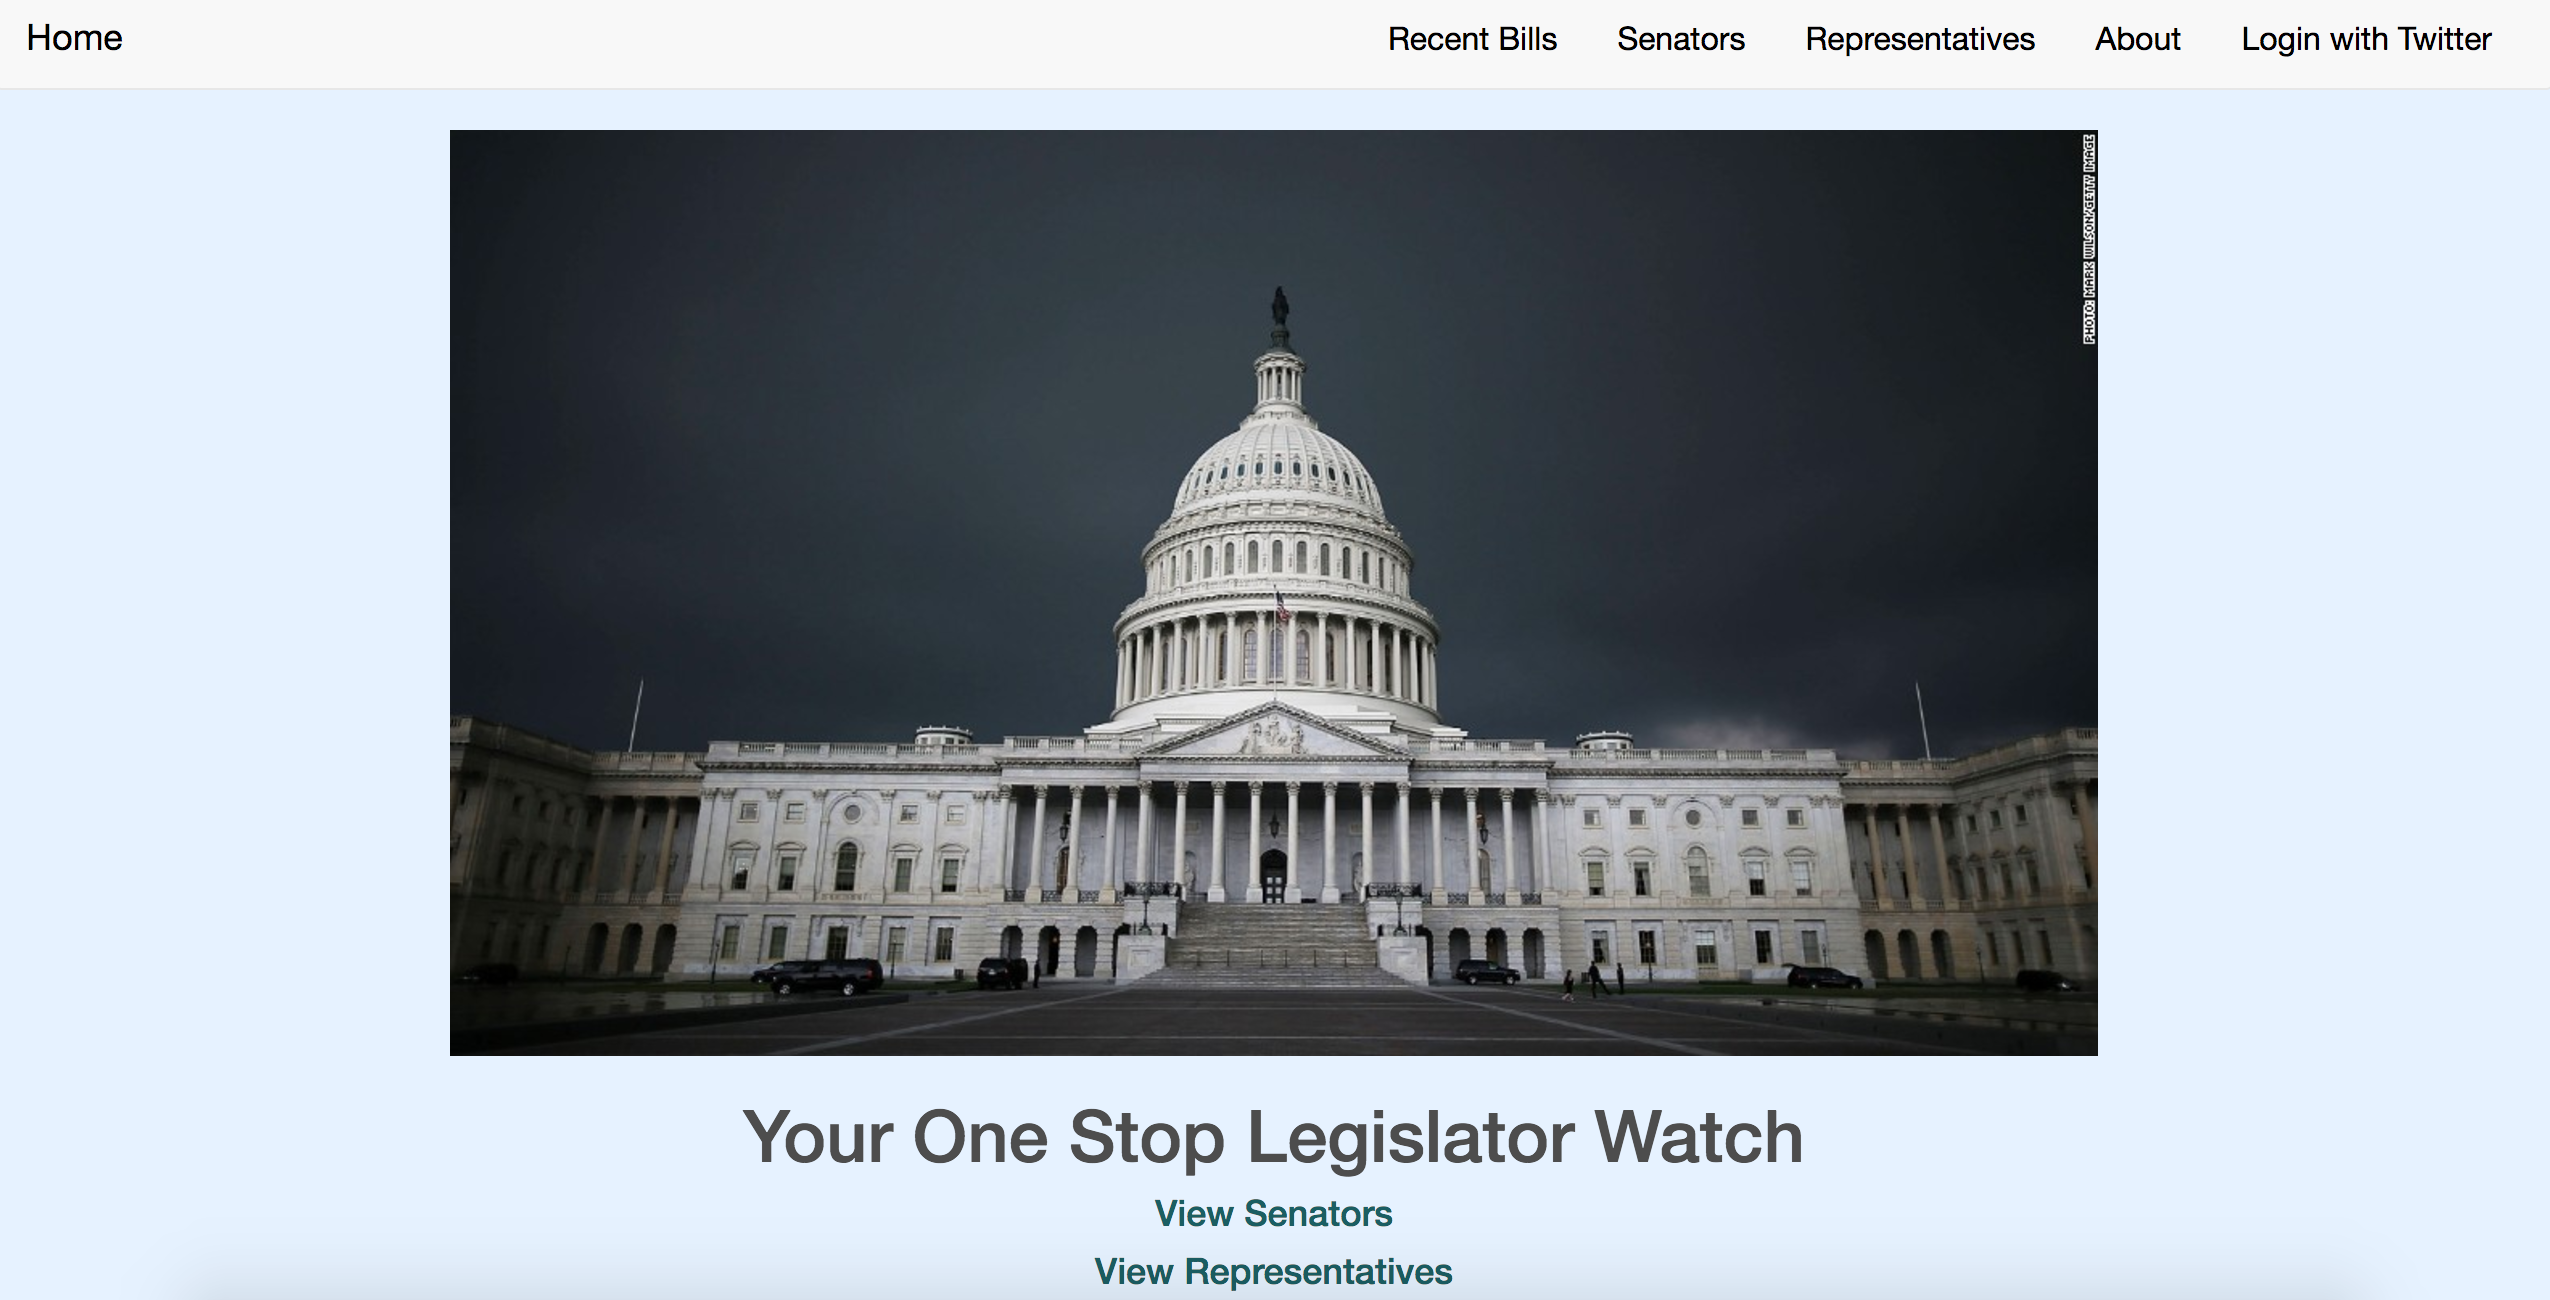 Home
Recent Bills
Senators
Representatives
About
Login with Twitter
PHOTO: MARK WILSON/GETTY IMAGE
Your One Stop Legislator Watch
View Senators
View Representatives